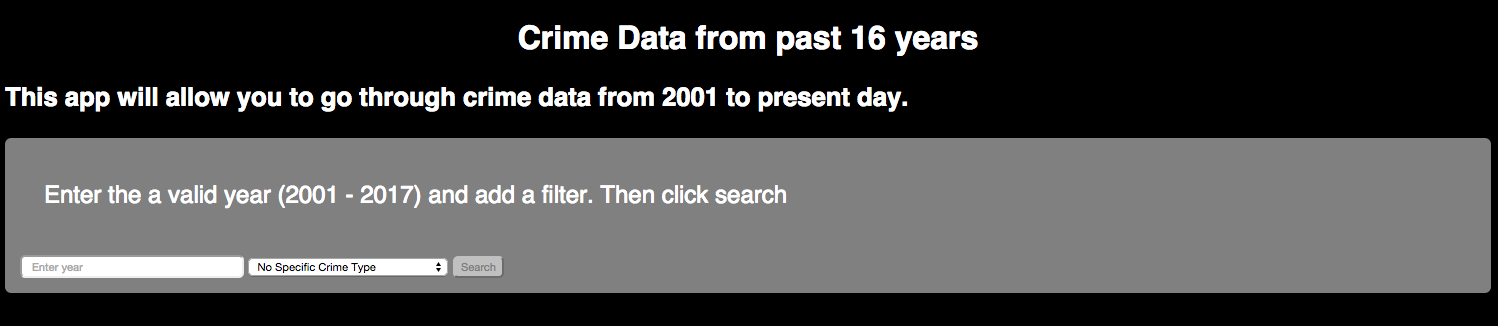 Crime Data from past 16 years
This app will allow you to go through crime data from 2001 to present day.
Enter the a valid year (2001 - 2017) and add a filter. Then click search
Enter year No Specific Crime Type Search